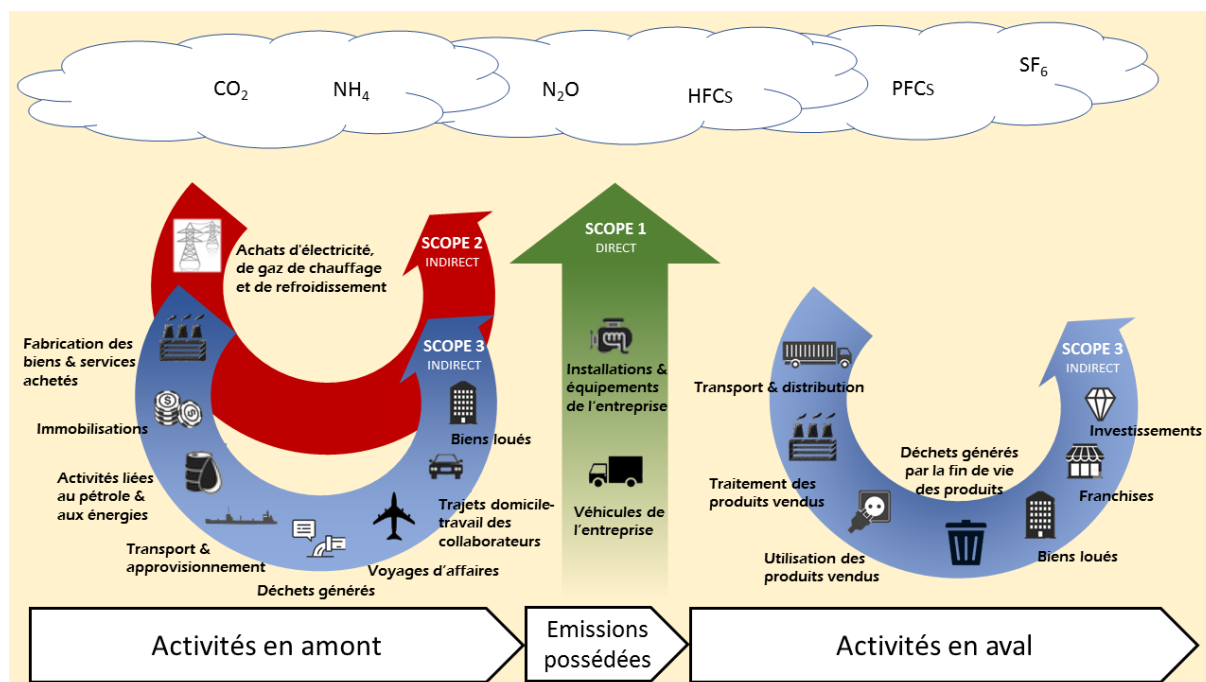 CO₂
NH₄
N₂O
HFCs
PFCs
SF₆
Achats d'électricité,
de gaz de chauffage
et de refroidissement
SCOPE 2
INDIRECT
SCOPE 1
DIRECT
Fabrication des
biens & services
achetés
Immobilisations
Activités liées
au pétrole &
aux énergies
Transport &
approvisionnement
Déchets générés
Voyages d'affaires
Trajets domicile-
travail des
collaborateurs
Biens loués
SCOPE 3
INDIRECT
Installations &
équipements
de l'entreprise
Véhicules de
l'entreprise
Transport & distribution
Traitement des
produits vendus
Utilisation des
produits vendus
Déchets générés
par la fin de vie
des produits
Biens loués
Franchises
Investissements
SCOPE 3
INDIRECT
Activités en amont
Emissions
possédées
Activités en aval